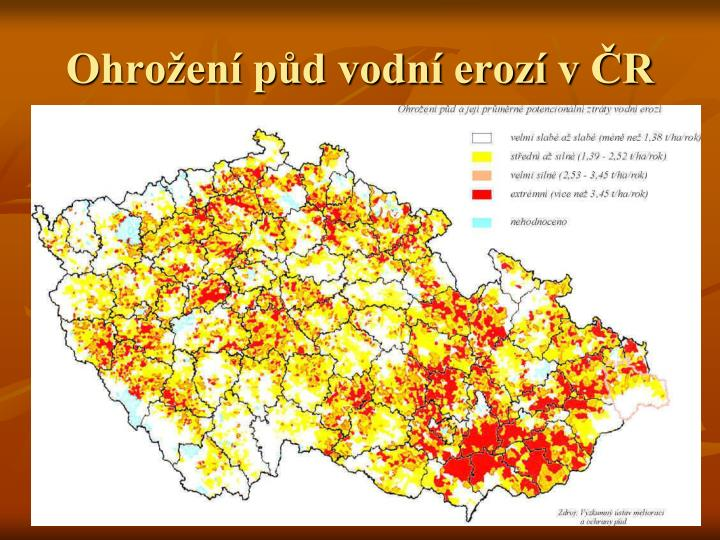 Ohrožení půd vodní erozí v ČR
Ohrožení půd a její průměrné potencionální ztráty vodní erozí
velmi slabé až slabé (méně než 1,38 t/ha/rok)
střední až silné (1,39 - 2,52 t/ha/rok)
velmi silné (2,53 - 3,45 t/ha/rok)
extrémní (více než 3,45 t/ha/rok)
nehodnoceno
Zdroj: Výzkumný ústav meliorací
a ochrany půd